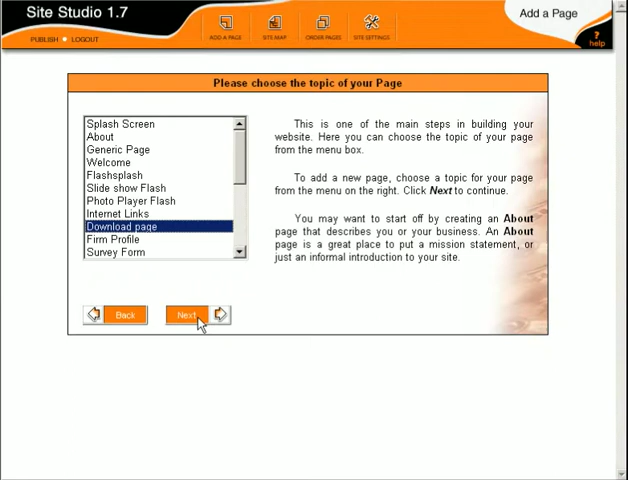 Site Studio 1.7
Add a Page
PUBLISH LOGOUT
ADD A PAGE SITE MAP ORDER PAGES SITE SETTINGS
? help
Please choose the topic of your Page
Splash Screen
About
Generic Page
Welcome
Flashsplash
Slide show Flash
Photo Player Flash
Internet Links
Download page
Firm Profile
Survey Form
This is one of the main steps in building your
website. Here you can choose the topic of your page
from the menu box.
To add a new page, choose a topic for your page
from the menu on the right. Click Next to continue.
You may want to start off by creating an About
page that describes you or your business. An About
page is a great place to put a mission statement, or
just an informal introduction to your site.
Back Next